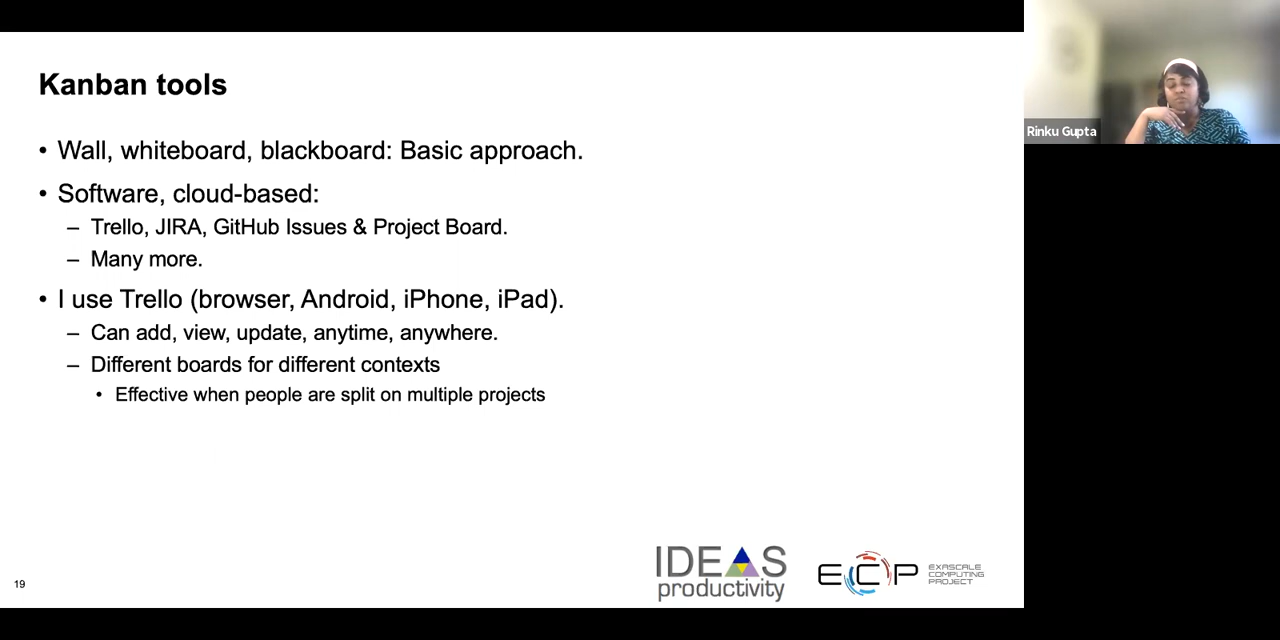 Kanban tools
• Wall, whiteboard, blackboard: Basic approach.
• Software, cloud-based:
– Trello, JIRA, GitHub Issues & Project Board.
– Many more.
• I use Trello (browser, Android, iPhone, iPad).
– Can add, view, update, anytime, anywhere.
– Different boards for different contexts
• Effective when people are split on multiple projects
Rinku Gupta
19
IDEAS
productivity
ECP
EXASCALE
COMPUTING
PROJECT